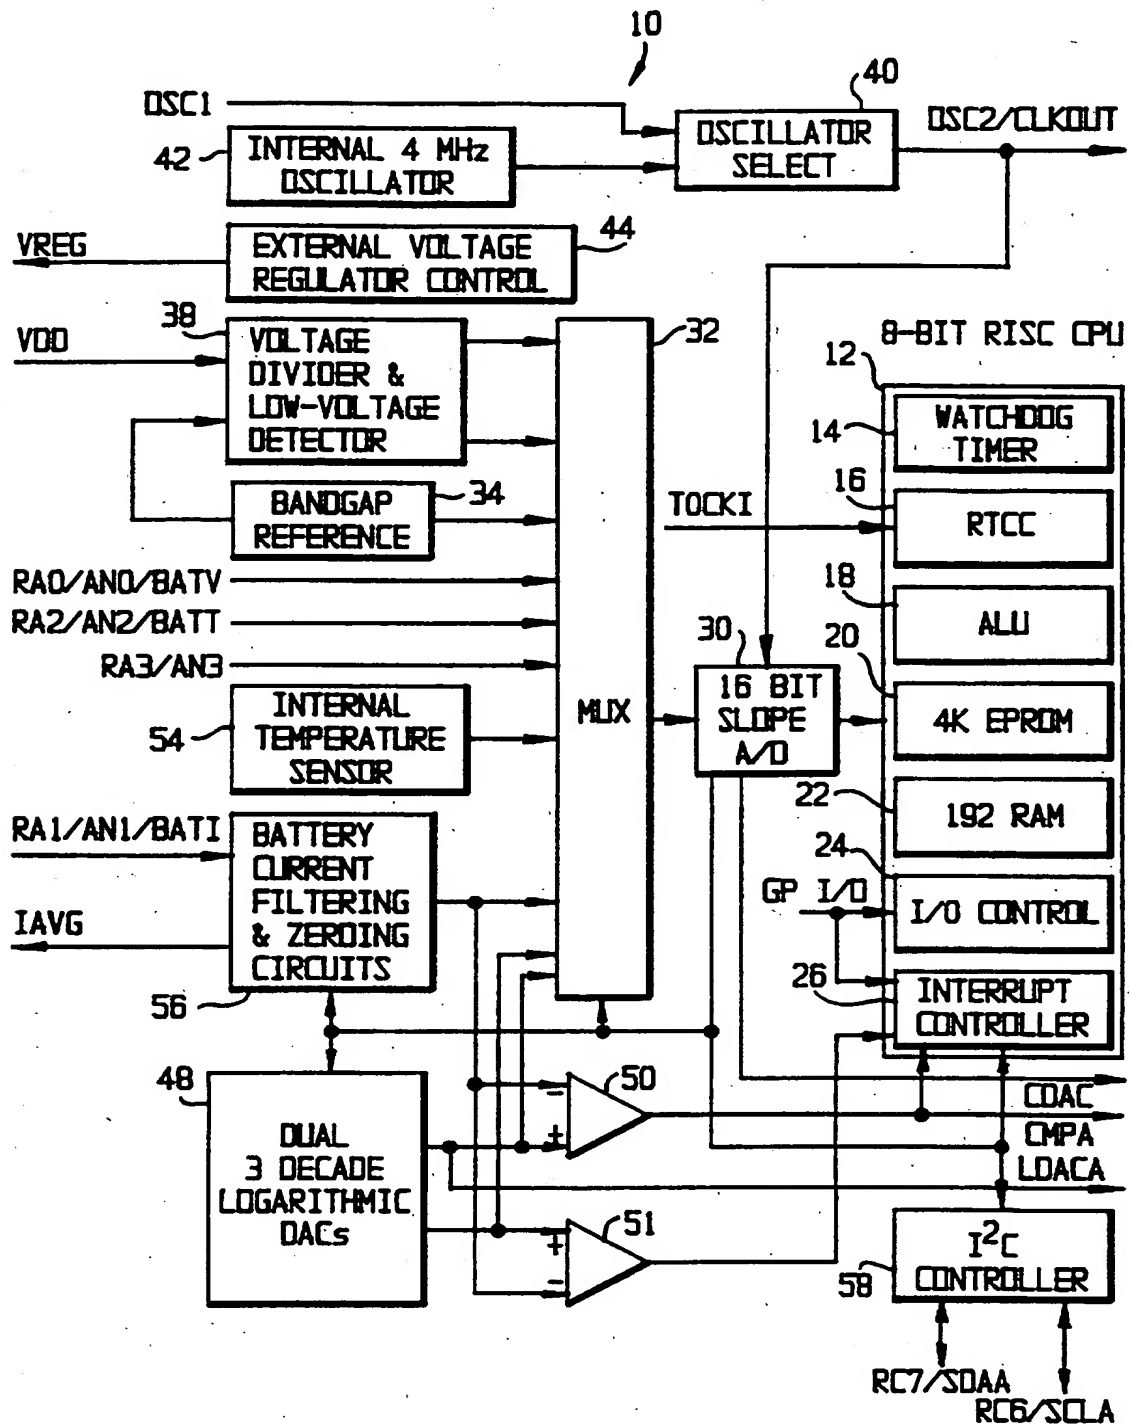 10
OSC1
40
OSCILLATOR
SELECT
OSC2/CLKOUT
42
INTERNAL 4 MHz
OSCILLATOR
VREG
EXTERNAL VOLTAGE
REGULATOR CONTROL
44
38
VDD
VOLTAGE
DIVIDER &
LOW-VOLTAGE
DETECTOR
32
8-BIT RISC CPU
12
14
WATCHDOG
TIMER
BANDGAP
REFERENCE
34
TOCKI
16
RTCC
RA0/AN0/BATV
RA2/AN2/BATT
RA3/AN3
18
ALU
30
16 BIT
SLOPE
A/D
MUX
20
4K EPROM
54
INTERNAL
TEMPERATURE
SENSOR
22
192 RAM
RA1/AN1/BATI
IAVG
BATTERY
CURRENT
FILTERING
& ZEROING
CIRCUITS
56
24
GP I/O
I/O CONTROL
26
INTERRUPT
CONTROLLER
48
DUAL
3 DECADE
LOGARITHMIC
DACs
50
-
+
CDAC
CMPA
LDACA
51
+
-
I2C
CONTROLLER
58
RC7/SDAA
RC6/SCLA